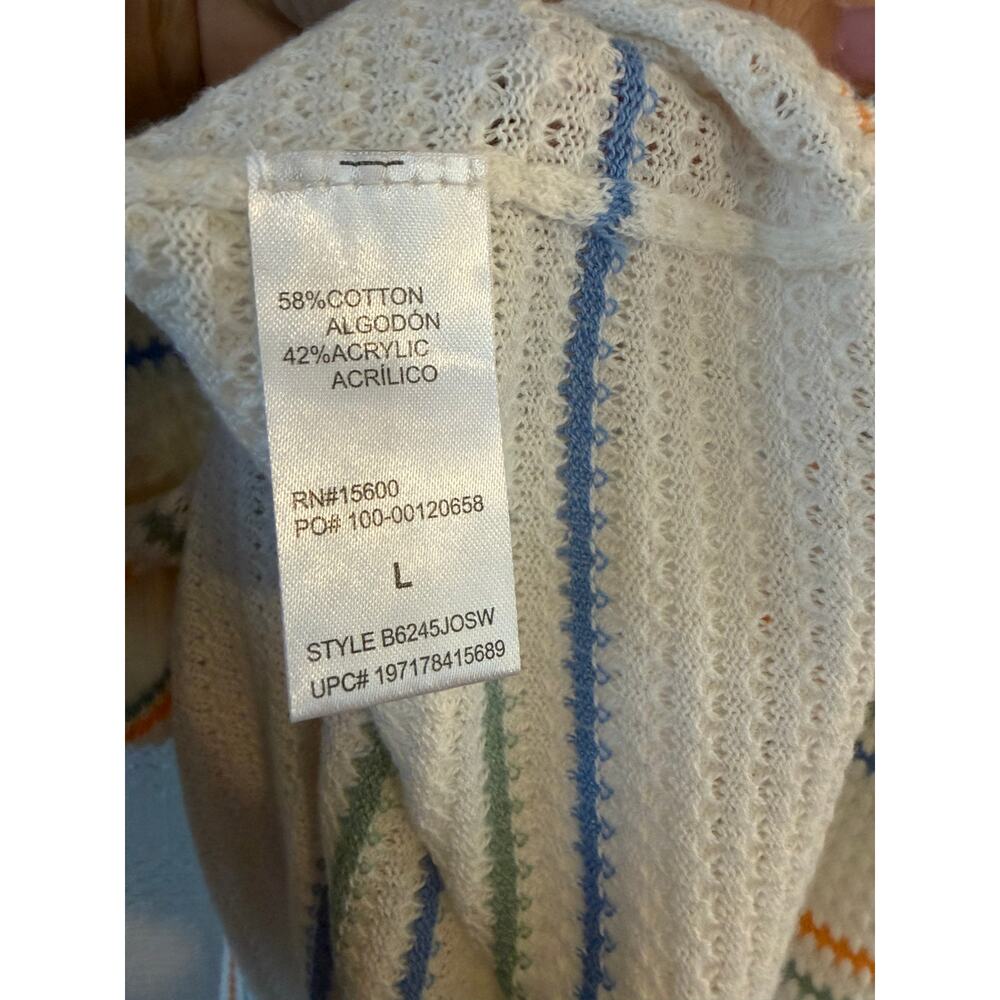 58%COTTON
ALGODÓN
42%ACRYLIC
ACRÍLICO
RN#15600
PO# 100-00120658
L
STYLE B6245JOSW
UPC# 197178415689